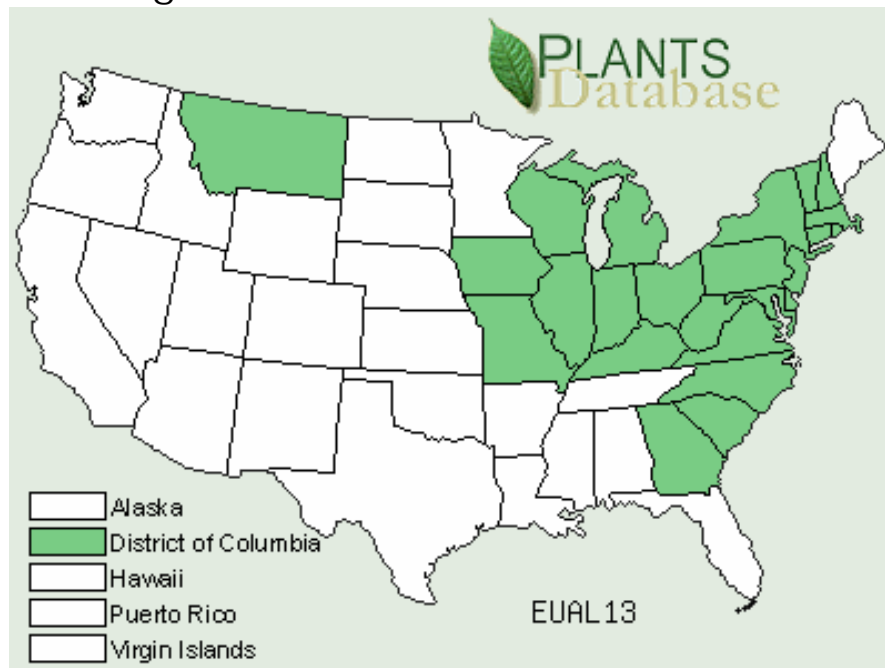 PLANTS
Database
Alaska
District of Columbia
Hawaii
Puerto Rico
Virgin Islands
EUAL13